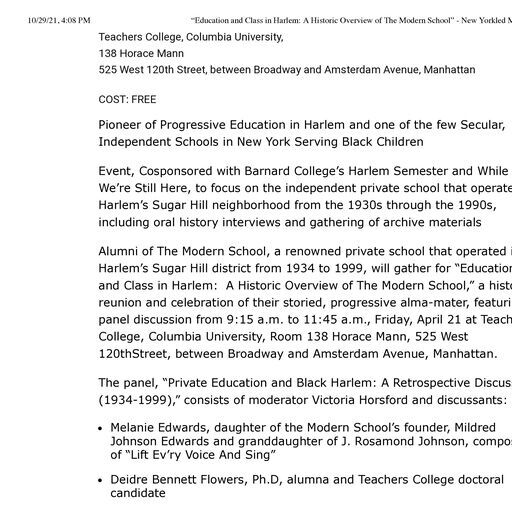 10/29/21, 4:08 PM “Education and Class in Harlem: A Historic Overview of The Modern School” - New Yorkled M
Teachers College, Columbia University,
138 Horace Mann
525 West 120th Street, between Broadway and Amsterdam Avenue, Manhattan
COST: FREE
Pioneer of Progressive Education in Harlem and one of the few Secular,
Independent Schools in New York Serving Black Children
Event, Cosponsored with Barnard College’s Harlem Semester and While
We’re Still Here, to focus on the independent private school that operate
Harlem’s Sugar Hill neighborhood from the 1930s through the 1990s,
including oral history interviews and gathering of archive materials
Alumni of The Modern School, a renowned private school that operated i
Harlem’s Sugar Hill district from 1934 to 1999, will gather for “Education
and Class in Harlem:  A Historic Overview of The Modern School,” a histo
reunion and celebration of their storied, progressive alma-mater, featuri
panel discussion from 9:15 a.m. to 11:45 a.m., Friday, April 21 at Teach
College, Columbia University, Room 138 Horace Mann, 525 West
120thStreet, between Broadway and Amsterdam Avenue, Manhattan.
The panel, “Private Education and Black Harlem: A Retrospective Discus
(1934-1999),” consists of moderator Victoria Horsford and discussants:
• Melanie Edwards, daughter of the Modern School’s founder, Mildred
Johnson Edwards and granddaughter of J. Rosamond Johnson, compo
of “Lift Ev’ry Voice And Sing”
• Deidre Bennett Flowers, Ph.D, alumna and Teachers College doctoral
candidate